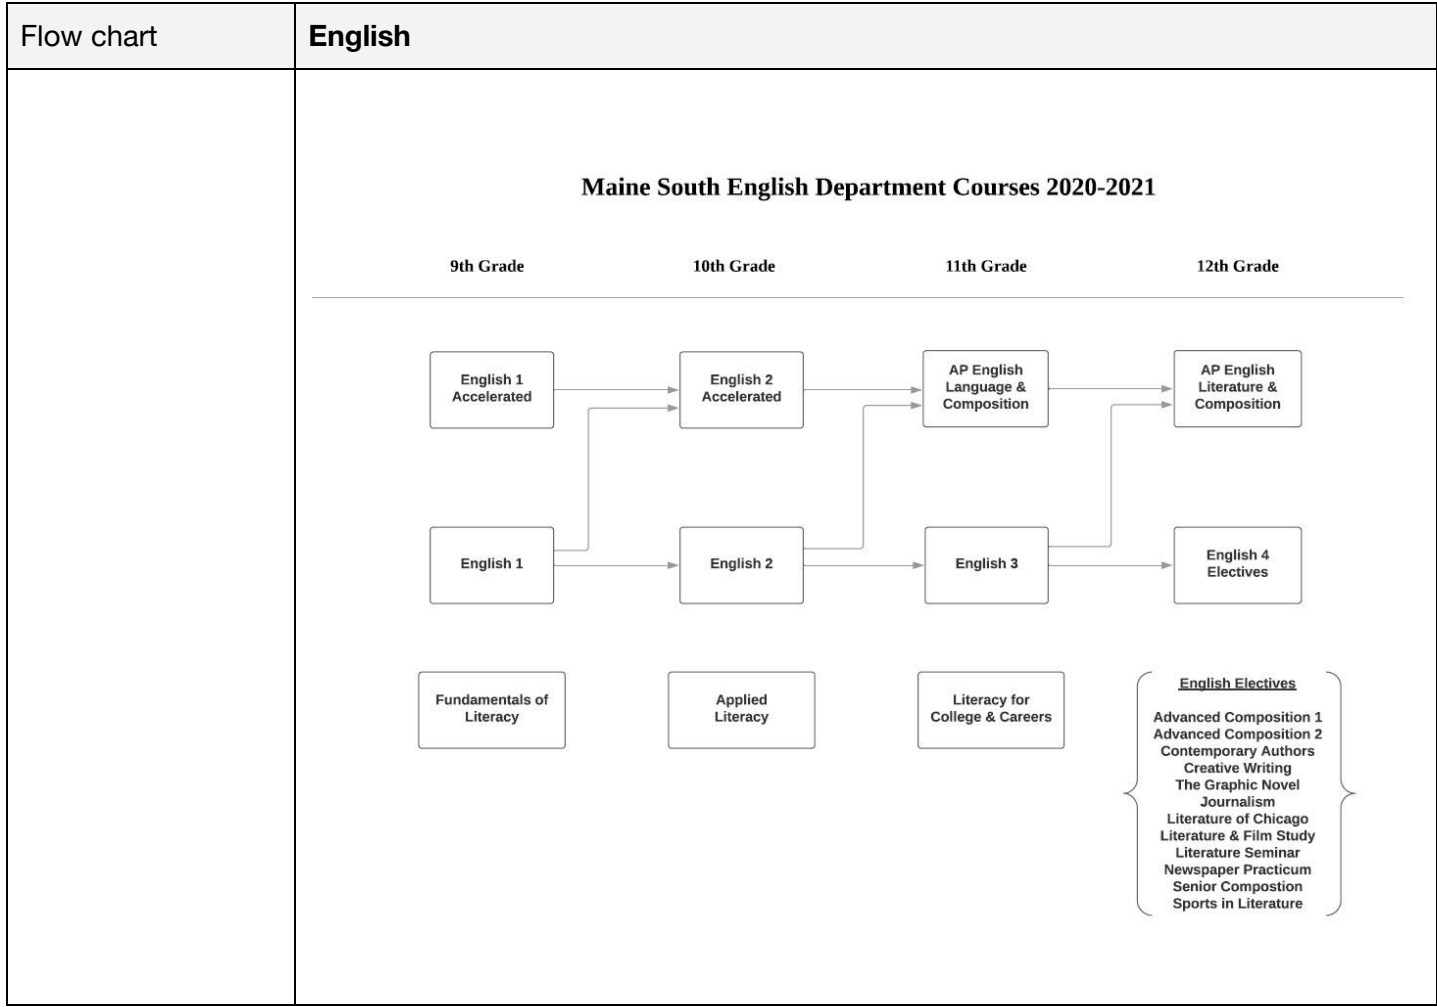 Flow chart
English
Maine South English Department Courses 2020-2021
9th Grade
10th Grade
11th Grade
12th Grade
English 1
Accelerated
English 2
Accelerated
AP English
Language &
Composition
AP English
Literature &
Composition
English 1
English 2
English 3
English 4
Electives
Fundamentals of
Literacy
Applied
Literacy
Literacy for
College & Careers
English Electives
Advanced Composition 1
Advanced Composition 2
Contemporary Authors
Creative Writing
The Graphic Novel
Journalism
Literature of Chicago
Literature & Film Study
Literature Seminar
Newspaper Practicum
Senior Compostion
Sports in Literature